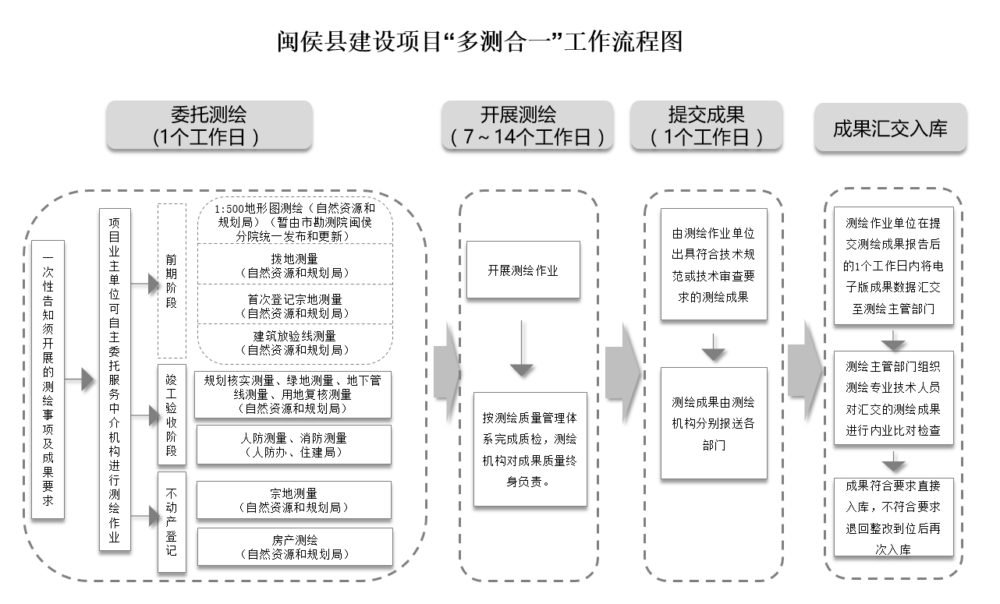 闽侯县建设项目“多测合一”工作流程图
委托测绘
(1个工作日）
开展测绘
（7～14个工作日）
提交成果
（1个工作日）
成果汇交入库
一次性告知须开展的测绘事项及成果要求
项目业主单位可自主委托服务中介机构进行测绘作业
前期阶段
1:500地形图测绘（自然资源和
规划局）（暂由市勘测院闽侯
分院统一发布和更新）
拨地测量
（自然资源和规划局）
首次登记宗地测量
（自然资源和规划局）
建筑放验线测量
（自然资源和规划局）
竣工验收阶段
规划核实测量、绿地测量、地下管
线测量、用地复核测量
（自然资源和规划局）
人防测量、消防测量
（人防办、住建局）
不动产登记
宗地测量
（自然资源和规划局）
房产测绘
（自然资源和规划局）
开展测绘作业
按测绘质量管理体
系完成质检，测绘
机构对成果质量终
身负责。
由测绘作业单位
出具符合技术规
范或技术审查要
求的测绘成果
测绘成果由测绘
机构分别报送各
部门
测绘作业单位在提
交测绘成果报告后
的1个工作日内将电
子版成果数据汇交
至测绘主管部门
测绘主管部门组织
测绘专业技术人员
对汇交的测绘成果
进行内业比对检查
成果符合要求直接
入库，不符合要求
退回整改到位后再
次入库